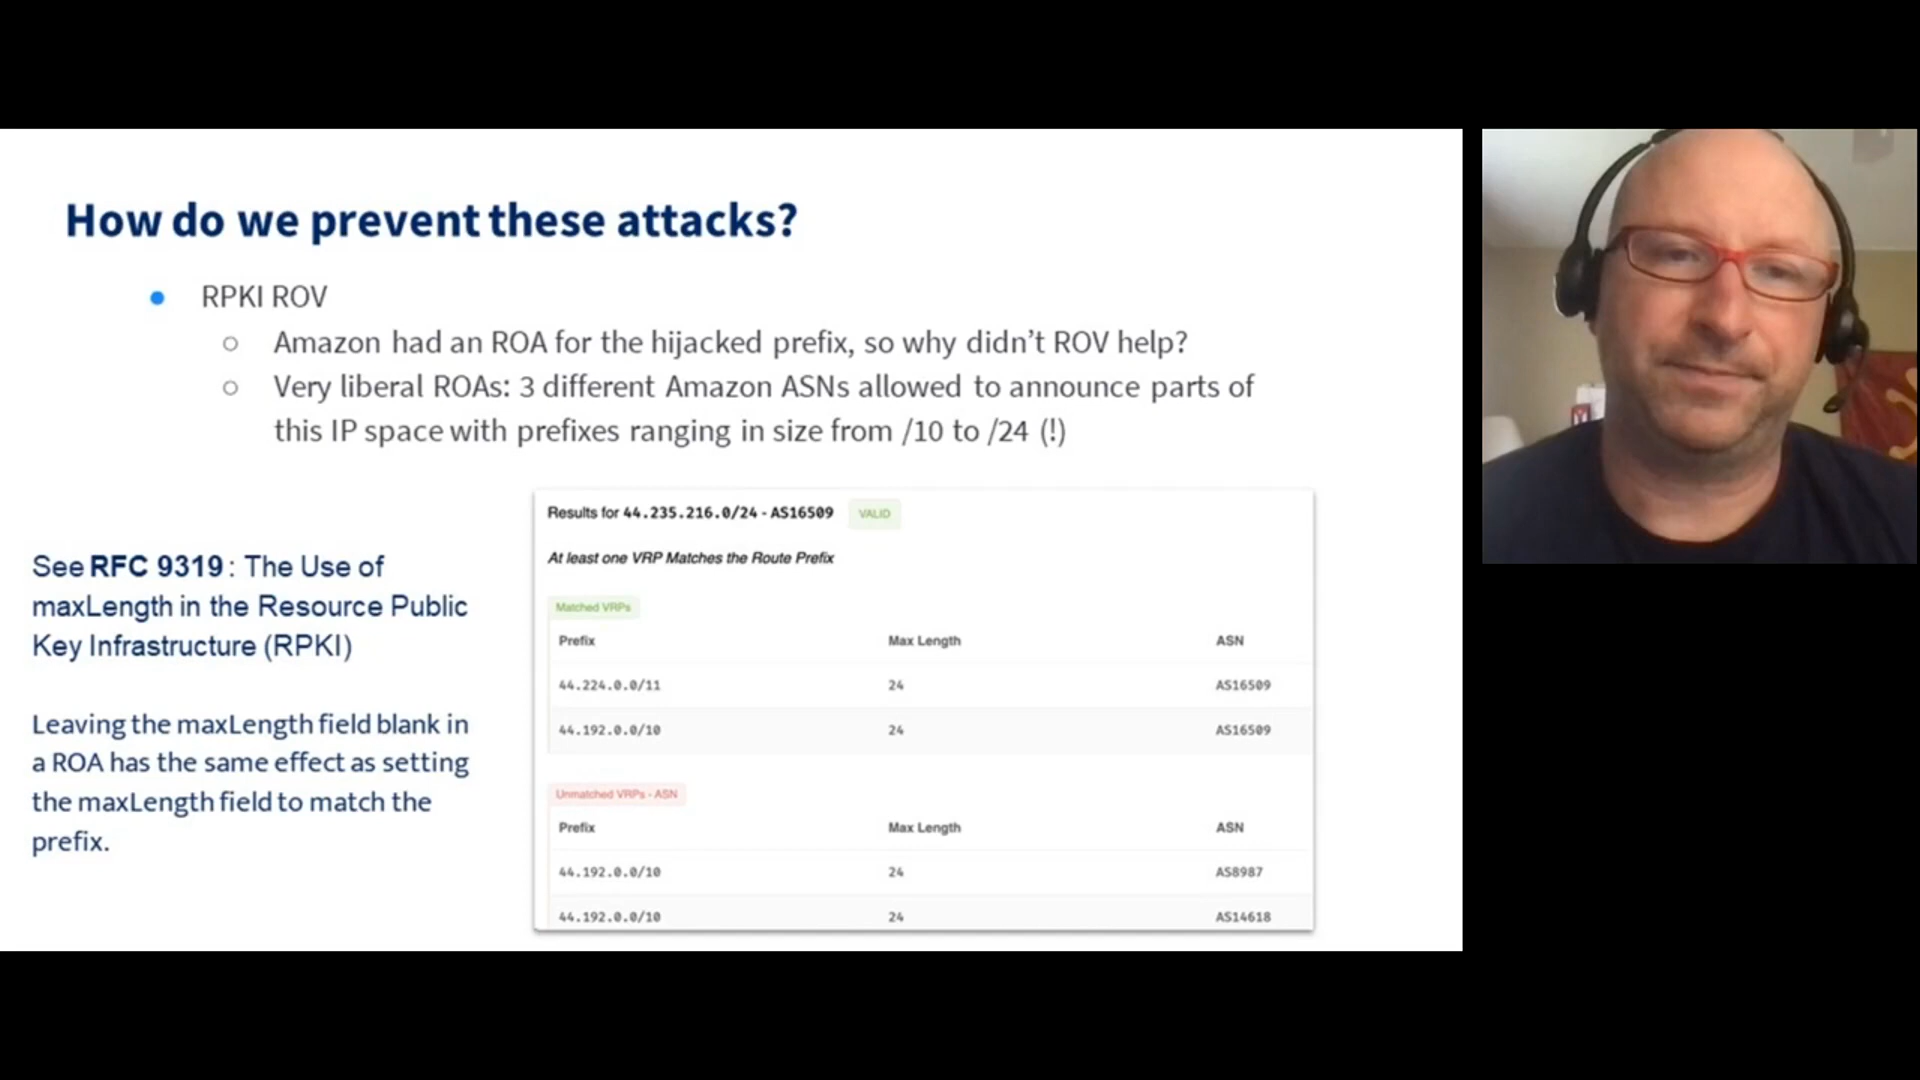 How do we prevent these attacks?
RPKI ROV
Amazon had an ROA for the hijacked prefix, so why didn't ROV help?
Very liberal ROAs: 3 different Amazon ASNs allowed to announce parts of
this IP space with prefixes ranging in size from /10 to /24 (!)
See RFC 9319 : The Use of
maxLength in the Resource Public
Key Infrastructure (RPKI)
Leaving the maxLength field blank in
a ROA has the same effect as setting
the maxLength field to match the
prefix.
Results for 44.235.216.0/24 - AS16509 VALID
At least one VRP Matches the Route Prefix
Matched VRPs
Prefix Max Length ASN
44.224.0.0/11 24 AS16509
44.192.0.0/10 24 AS16509
Unmatched VRPs - ASN
Prefix Max Length ASN
44.192.0.0/10 24 AS8987
44.192.0.0/10 24 AS14618